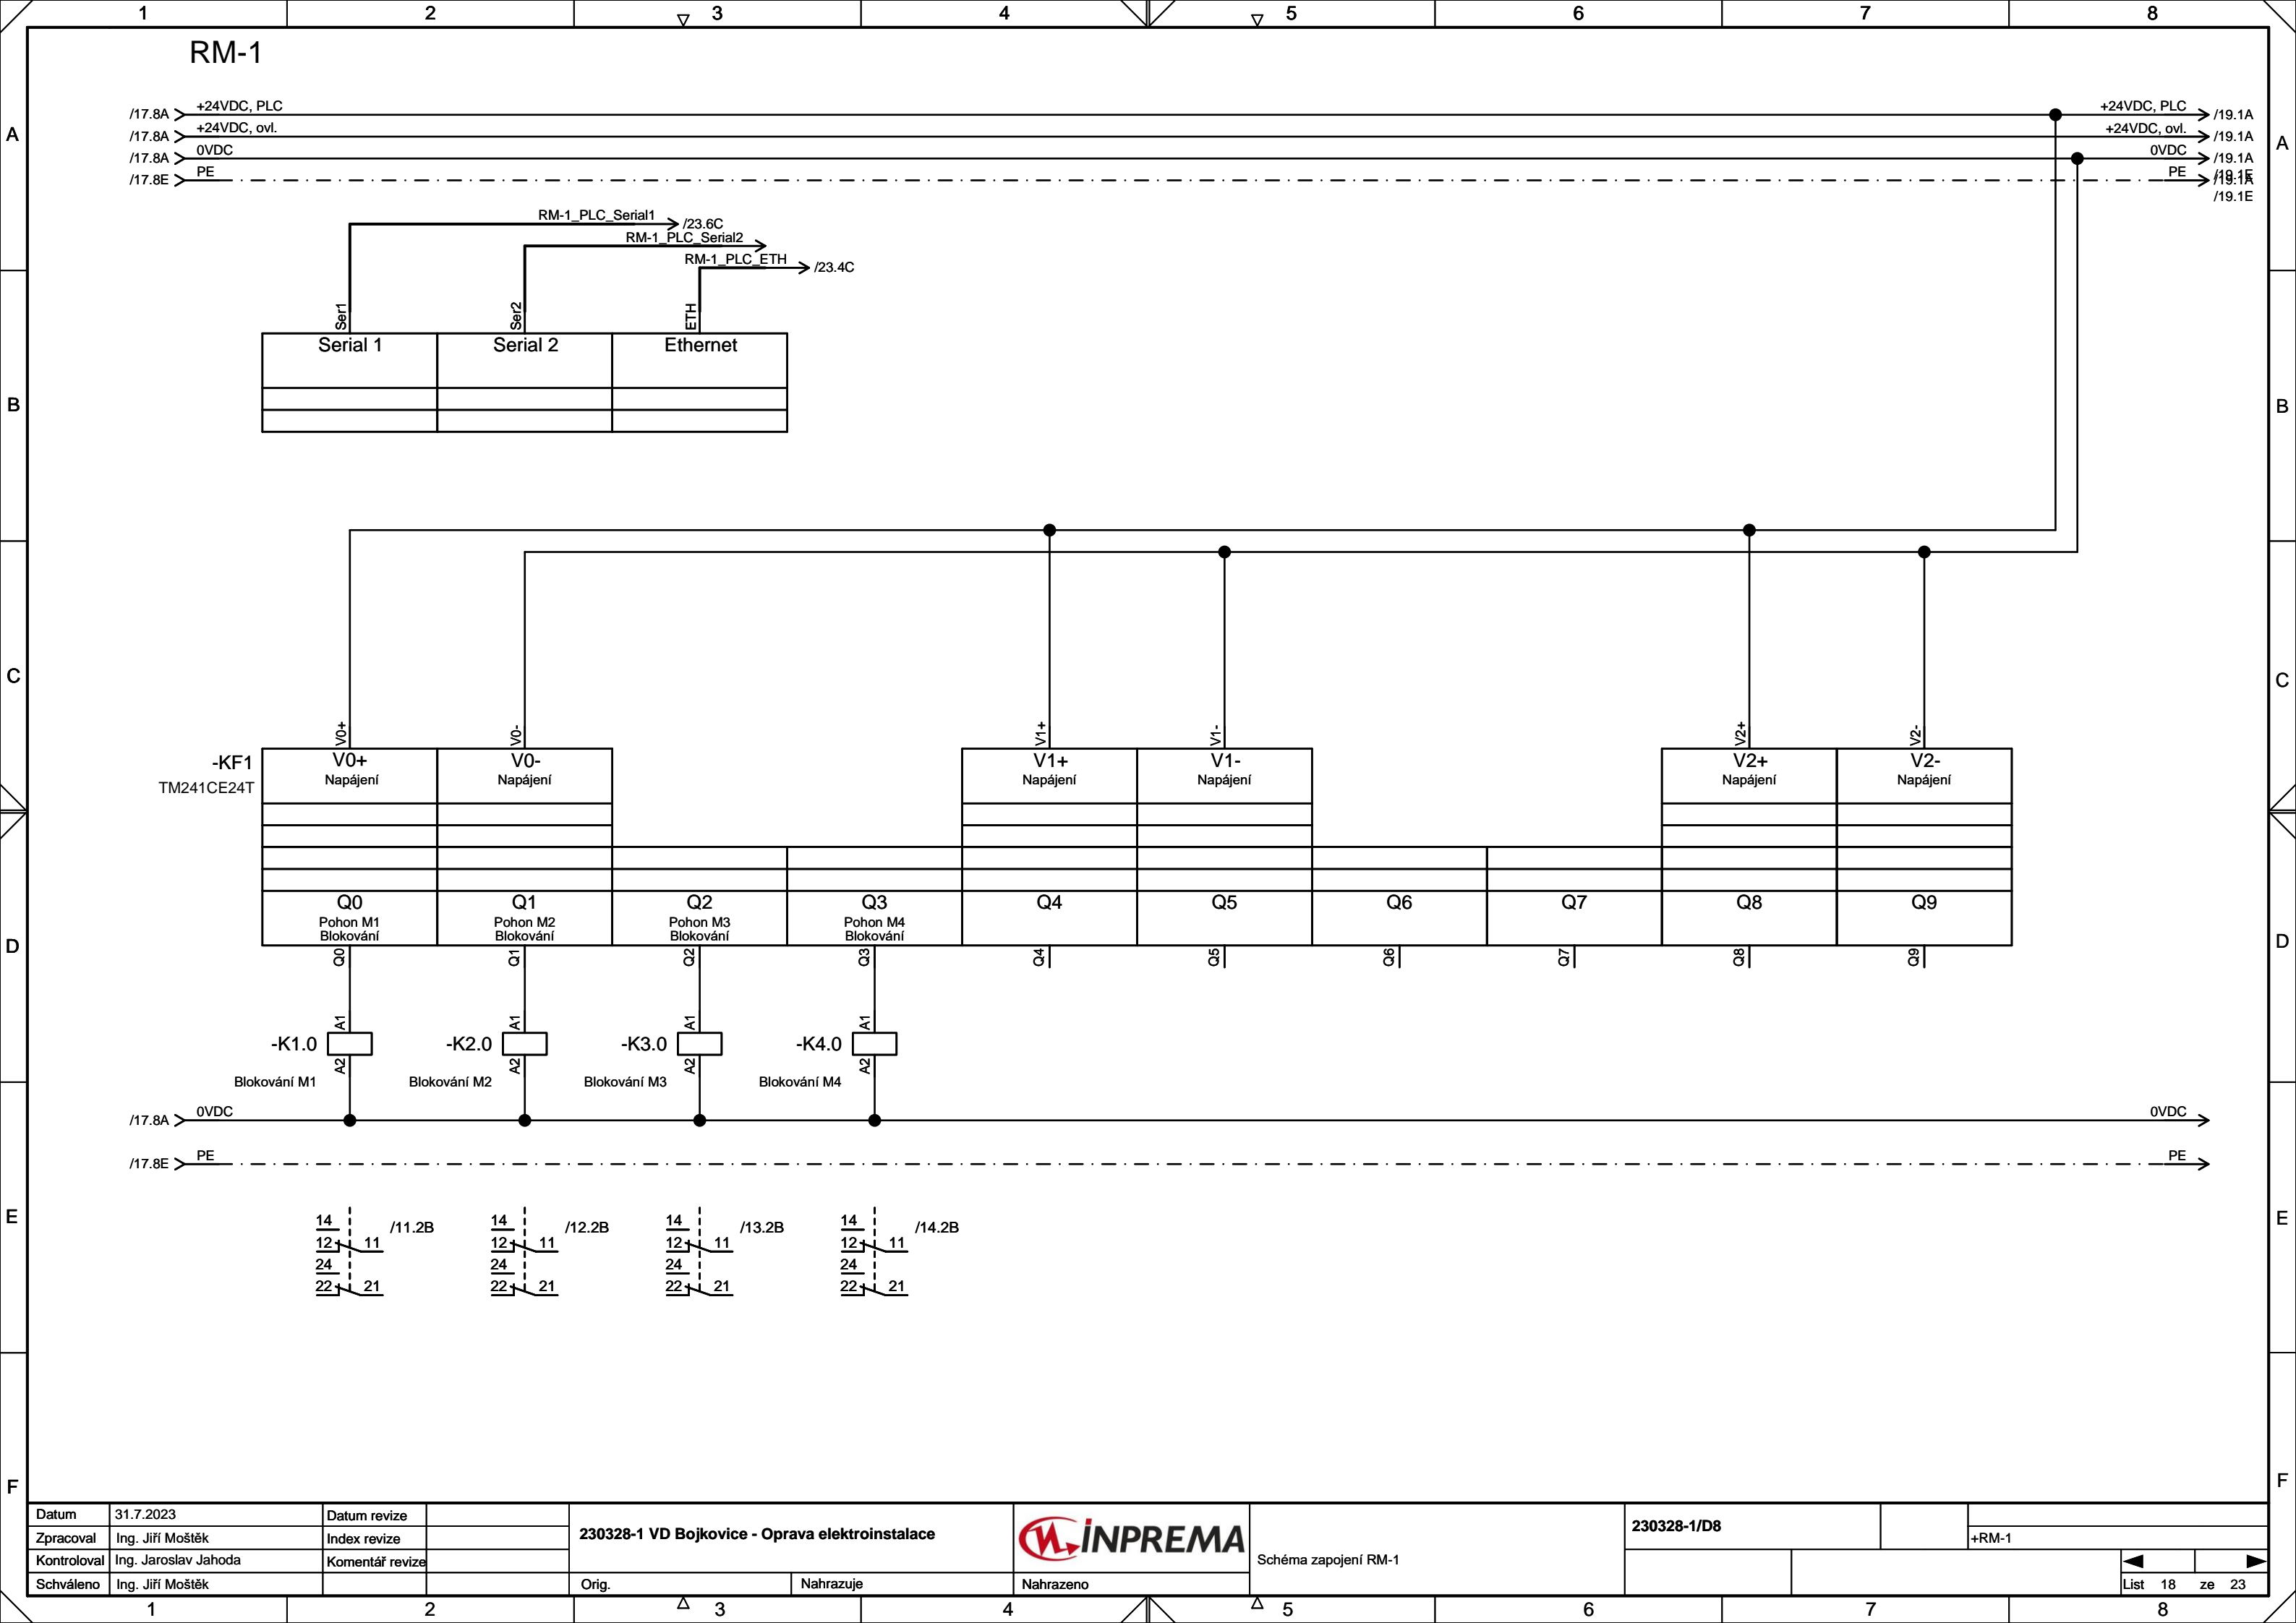 1 2 3 4 5 6 7 8
RM-1
/17.8A +24VDC, PLC +24VDC, PLC /19.1A
/17.8A +24VDC, ovl. +24VDC, ovl. /19.1A
/17.8A 0VDC 0VDC /19.1A
/17.8E PE PE /19.1E
/19.1A
/19.1E
A A
RM-1_PLC_Serial1 /23.6C
RM-1_PLC_Serial2
RM-1_PLC_ETH /23.4C
Ser1 Ser2 ETH
Serial 1 Serial 2 Ethernet
B B
C C
V0+ V0- V1+ V1- V2+ V2-
-KF1
TM241CE24T
V0+ V0- V1+ V1- V2+ V2-
Napájení Napájení Napájení Napájení Napájení Napájení
Q0 Q1 Q2 Q3 Q4 Q5 Q6 Q7 Q8 Q9
Pohon M1 Pohon M2 Pohon M3 Pohon M4
Blokování Blokování Blokování Blokování
D D
Q0 Q1 Q2 Q3 Q4 Q5 Q6 Q7 Q8 Q9
A1 A1 A1 A1
-K1.0 -K2.0 -K3.0 -K4.0
A2 A2 A2 A2
Blokování M1 Blokování M2 Blokování M3 Blokování M4
/17.8A 0VDC 0VDC
/17.8E PE PE
E E
14 /11.2B 14 /12.2B 14 /13.2B 14 /14.2B
12 11 12 11 12 11 12 11
24 24 24 24
22 21 22 21 22 21 22 21
F F
Datum 31.7.2023 Datum revize
Zpracoval Ing. Jiří Moštěk Index revize
Kontroloval Ing. Jaroslav Jahoda Komentář revize
Schváleno Ing. Jiří Moštěk
230328-1 VD Bojkovice - Oprava elektroinstalace
Orig. Nahrazuje Nahrazeno
INPREMA
Schéma zapojení RM-1
230328-1/D8
+RM-1
List 18 ze 23
1 2 3 4 5 6 7 8